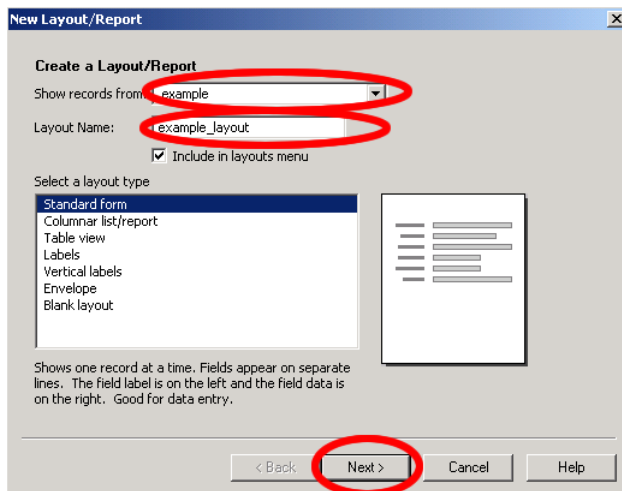 New Layout/Report
Create a Layout/Report
Show records from example
Layout Name: example_layout
Include in layouts menu
Select a layout type
Standard form
Columnar list/report
Table view
Labels
Vertical labels
Envelope
Blank layout
Shows one record at a time. Fields appear on separate
lines. The field label is on the left and the field data is
on the right. Good for data entry.
< Back Next > Cancel Help